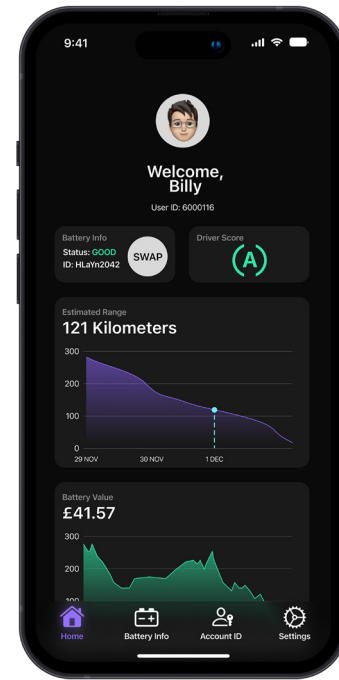 9:41
Welcome,
Billy
User ID: 6000116
Battery Info
Status: GOOD
ID: HLaYn2042
SWAP
Driver Score
A
Estimated Range
121 Kilometers
300
200
100
0
29 NOV
30 NOV
1 DEC
Battery Value
£41.57
300
200
100
Home
Battery Info
Account ID
Settings